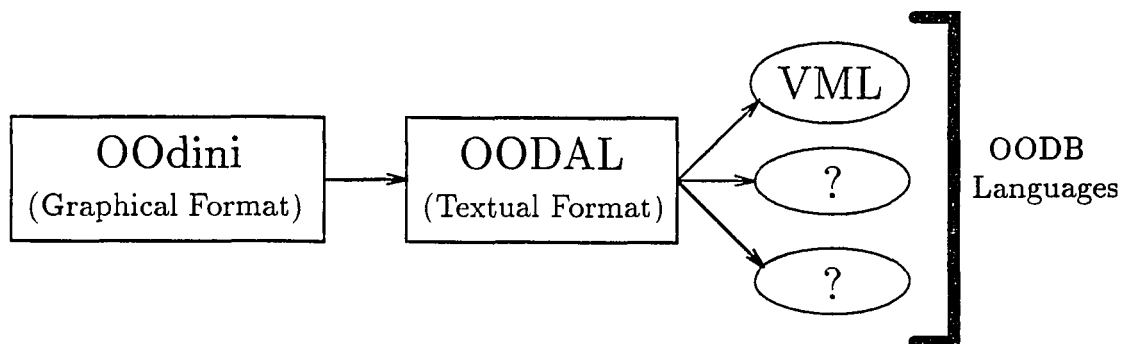 OOdini
(Graphical Format)
OODAL
(Textual Format)
VML
?
?
OODB
Languages